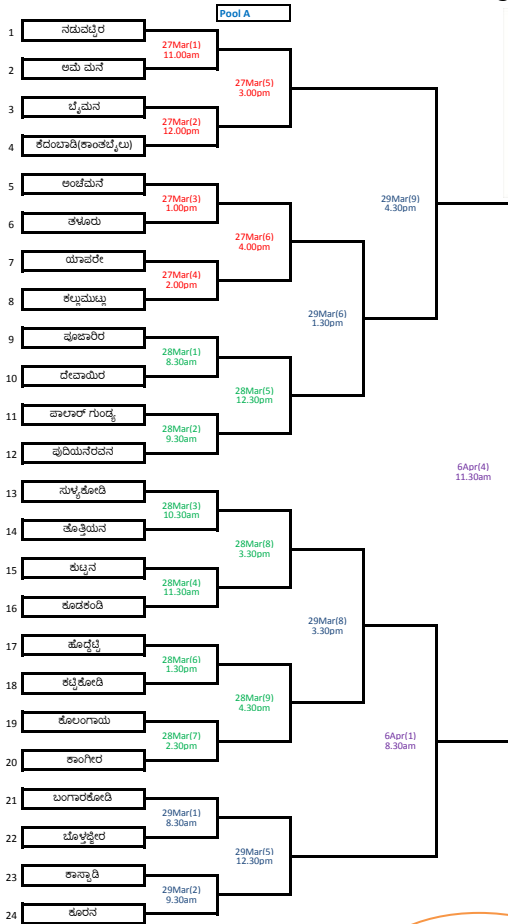 Pool A
1 ನಡುವಟ್ಟಿರ
27Mar(1)
11.00am
2 ಅಮೆ ಮನೆ
27Mar(5)
3.00pm
3 ಬೈಮನ
27Mar(2)
12.00pm
4 ಕೆದಂಬಾಡಿ(ಕಾಂತಬೈಲು)
5 ಅಂಚೆಮನೆ
27Mar(3)
1.00pm
29Mar(9)
4.30pm
6 ತಳೂರು
27Mar(6)
4.00pm
7 ಯಾಪರೇ
27Mar(4)
2.00pm
8 ಕಲ್ಲುಮುಟ್ಲು
29Mar(6)
1.30pm
9 ಪೂಜಾರಿರ
28Mar(1)
8.30am
10 ದೇವಾಯಿರ
28Mar(5)
12.30pm
11 ಪಾಲಾರ್ ಗುಂಡ್ಯ
28Mar(2)
9.30am
12 ಪುದಿಯನೆರವನ
6Apr(4)
11.30am
13 ಸುಳ್ಯಕೋಡಿ
28Mar(3)
10.30am
14 ತೊತ್ತಿಯನ
28Mar(8)
3.30pm
15 ಕುಟ್ಟನ
28Mar(4)
11.30am
16 ಕೂಡಕಂಡಿ
29Mar(8)
3.30pm
17 ಹೊದ್ದೆಟ್ಟಿ
28Mar(6)
1.30pm
18 ಕಟ್ಟಿಕೋಡಿ
28Mar(9)
4.30pm
19 ಕೊಲಂಗಾಯ
28Mar(7)
2.30pm
6Apr(1)
8.30am
20 ಕಾಂಗೀರ
21 ಬಂಗಾರಕೋಡಿ
29Mar(1)
8.30am
22 ಬೊಳ್ತಜ್ಜೀರ
29Mar(5)
12.30pm
23 ಕಾಸ್ಪಾಡಿ
29Mar(2)
9.30am
24 ಕೂರನ